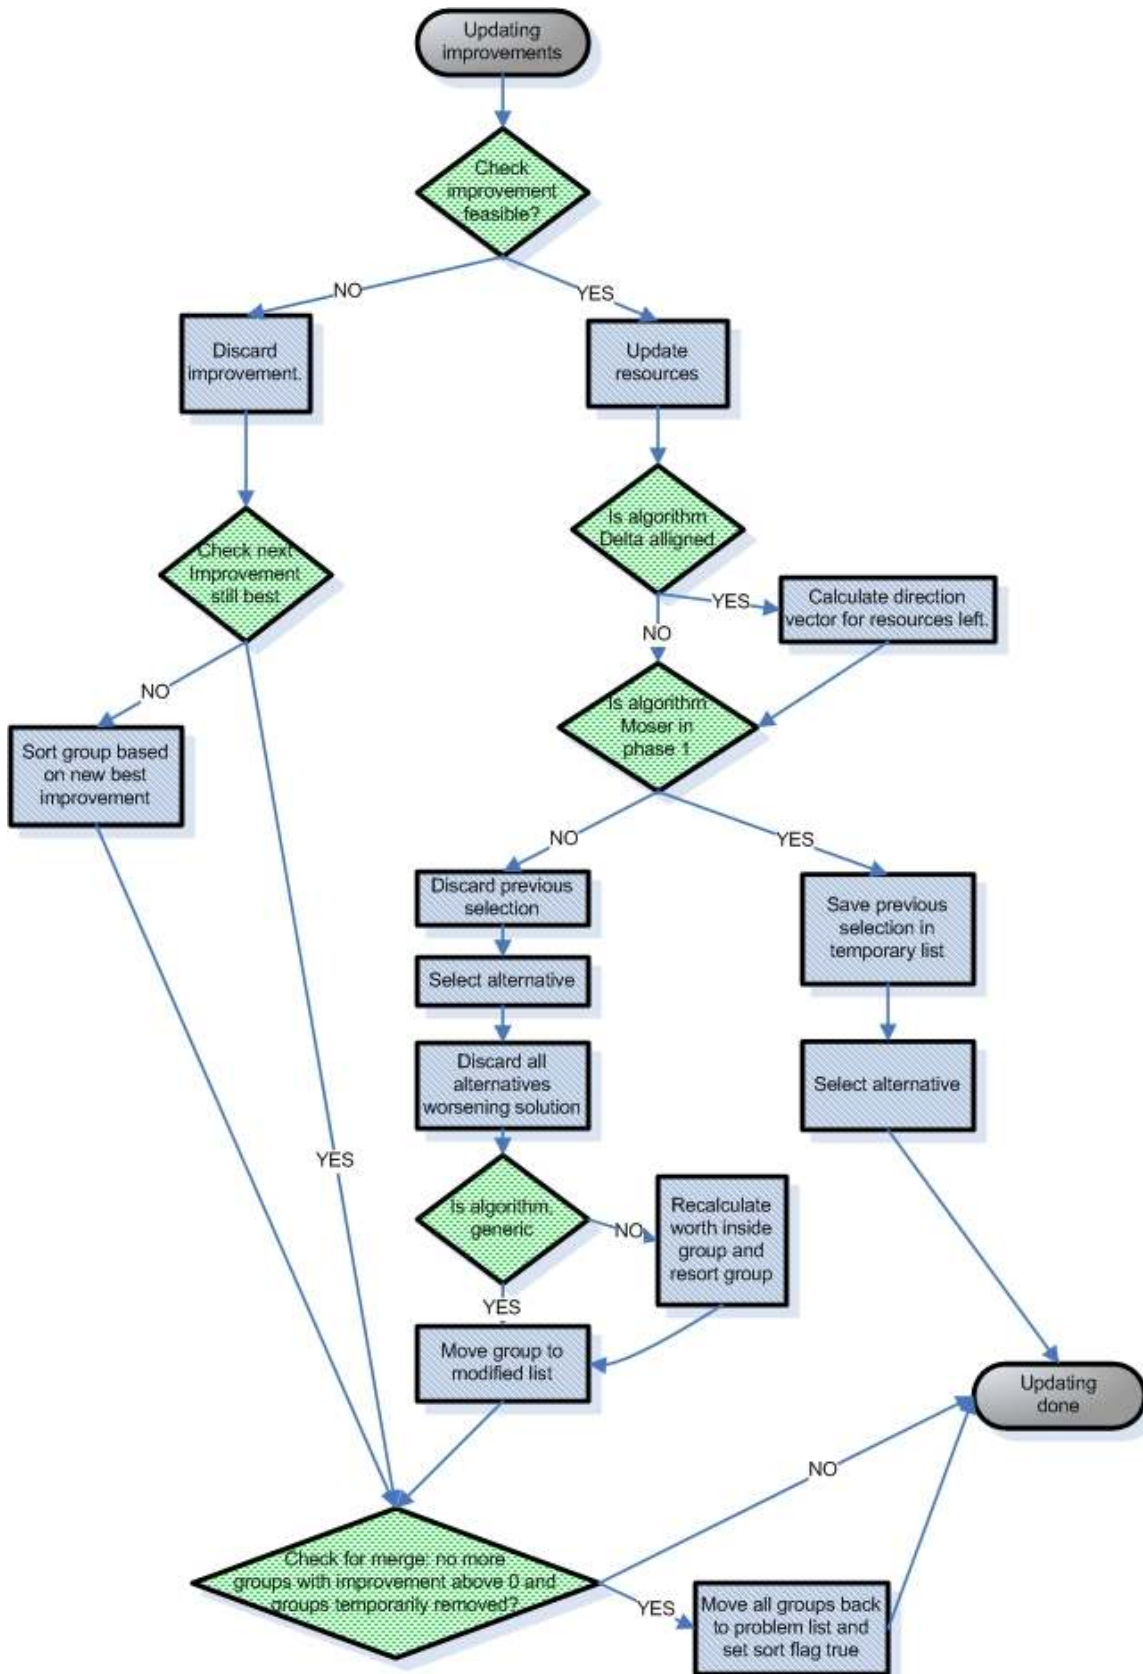 Updating
improvements
Check
improvement
feasible?
NO
YES
Discard
improvement.
Update
resources
Check next
Improvement
still best
Is algorithm
Delta alligned
YES
Calculate direction
vector for resources left.
NO
NO
Is algorithm
Moser in
phase 1
Sort group based
on new best
improvement
NO
YES
Discard previous
selection
Save previous
selection in
temporary list
Select alternative
Discard all
alternatives
worsening solution
Select alternative
YES
Is algorithm,
generic
NO
Recalculate
worth inside
group and
resort group
YES
Move group to
modified list
Updating
done
NO
Check for merge: no more
groups with improvement above 0 and
groups temporarily removed?
YES
Move all groups back
to problem list and
set sort flag true